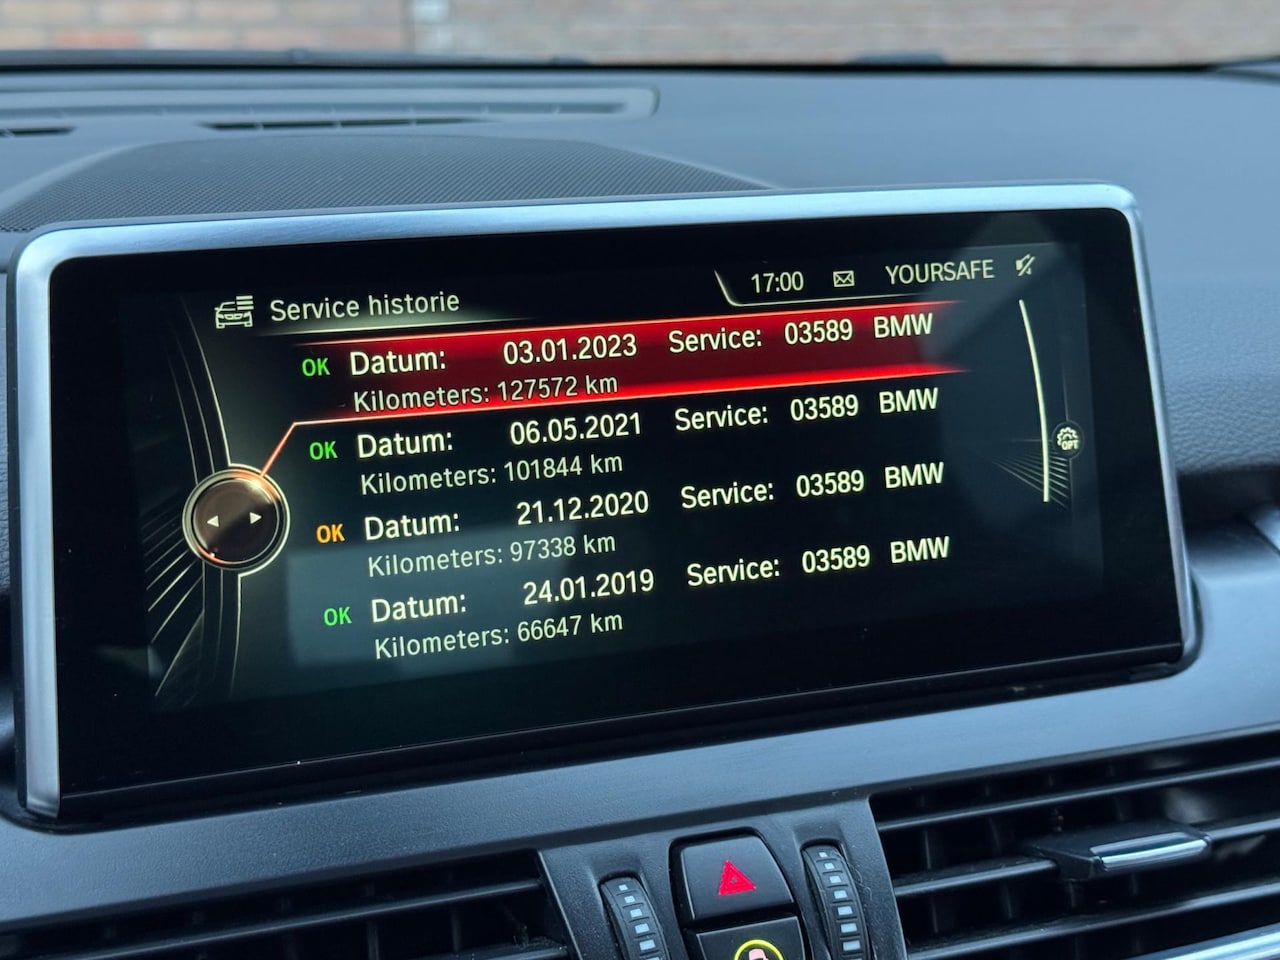 Service historie 17:00 YOURSAFE
OK Datum: 03.01.2023 Service: 03589 BMW
Kilometers: 127572 km
OK Datum: 06.05.2021 Service: 03589 BMW
Kilometers: 101844 km
OK Datum: 21.12.2020 Service: 03589 BMW
Kilometers: 97338 km
OK Datum: 24.01.2019 Service: 03589 BMW
Kilometers: 66647 km
OPT